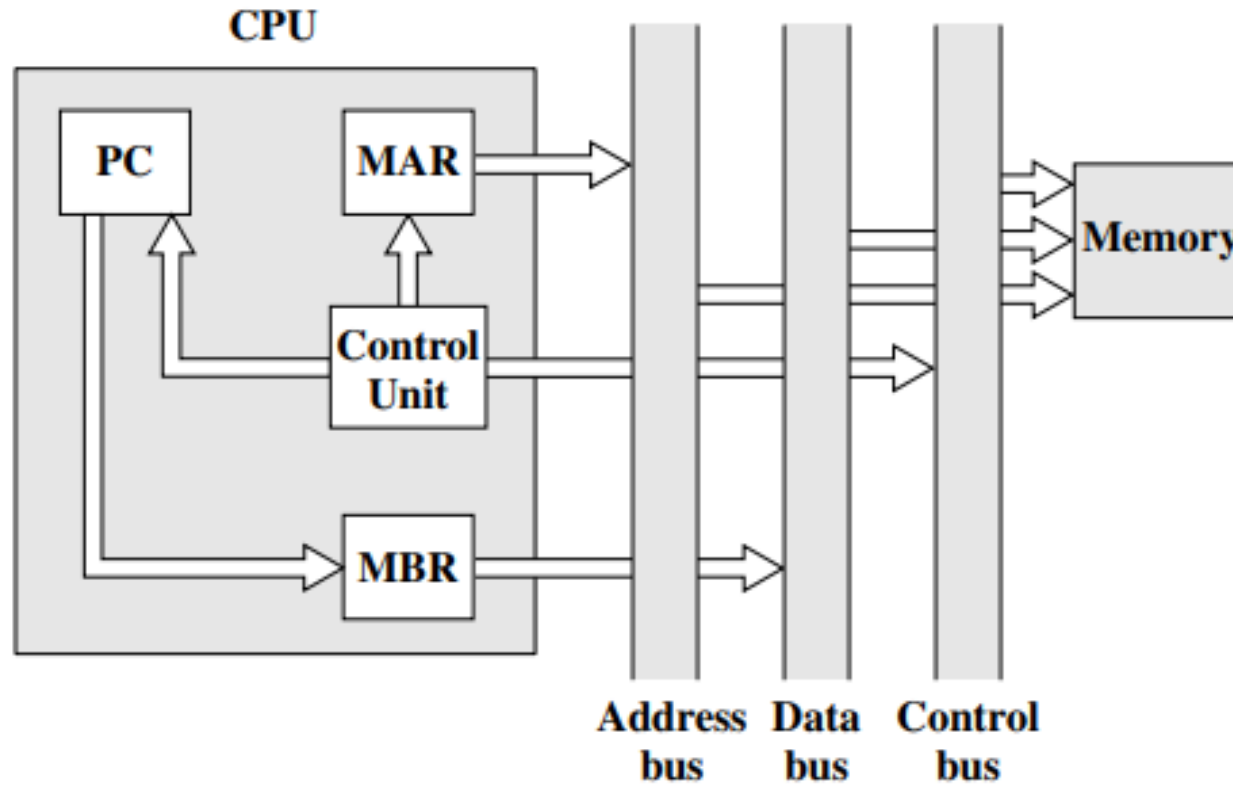 CPU
PC
MAR
Memory
Control
Unit
MBR
Address
bus
Data
bus
Control
bus